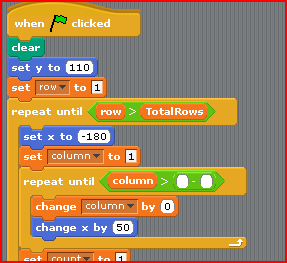 when clicked
clear
set y to 110
set row to 1
repeat until row > TotalRows
set x to -180
set column to 1
repeat until column > -
change column by 0
change x by 50
set count to 1